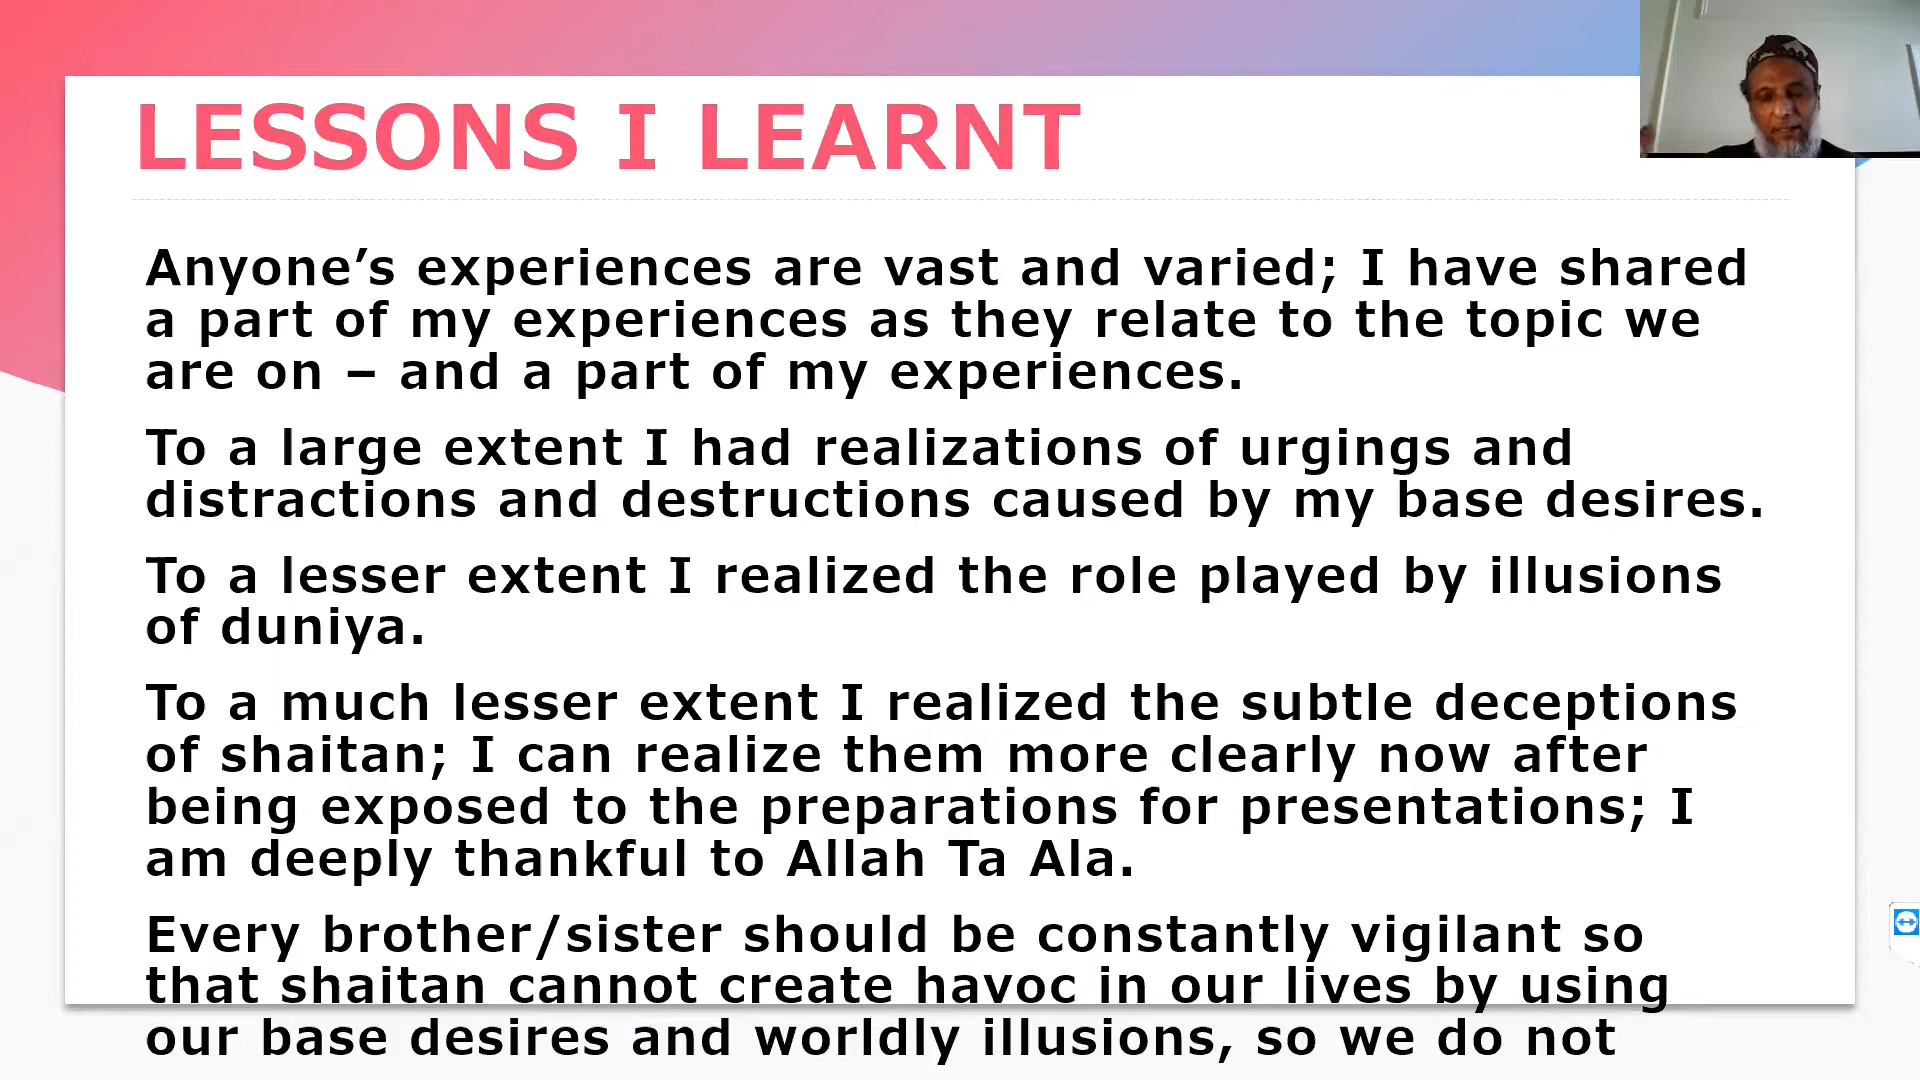 LESSONS I LEARNT
Anyone’s experiences are vast and varied; I have shared
a part of my experiences as they relate to the topic we
are on – and a part of my experiences.
To a large extent I had realizations of urgings and
distractions and destructions caused by my base desires.
To a lesser extent I realized the role played by illusions
of duniya.
To a much lesser extent I realized the subtle deceptions
of shaitan; I can realize them more clearly now after
being exposed to the preparations for presentations; I
am deeply thankful to Allah Ta Ala.
Every brother/sister should be constantly vigilant so
that shaitan cannot create havoc in our lives by using
our base desires and worldly illusions, so we do not